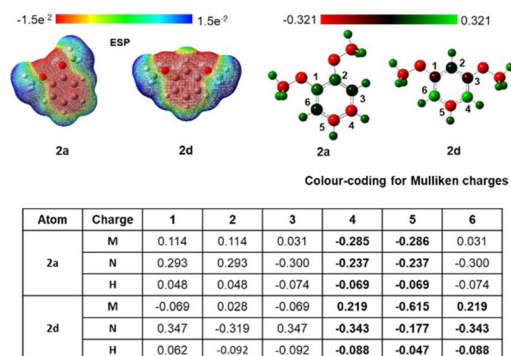 -1.5e-2 1.5e-2 -0.321 0.321
ESP
1 2 3 4 5 6
1 2 3 4 5 6
2a 2d 2a 2d
Colour-coding for Mulliken charges
Atom Charge 1 2 3 4 5 6
2a M 0.114 0.114 0.031 -0.285 -0.286 0.031
N 0.293 0.293 -0.300 -0.237 -0.237 -0.300
H 0.048 0.048 -0.074 -0.069 -0.069 -0.074
2d M -0.069 0.028 -0.069 0.219 -0.615 0.219
N 0.347 -0.319 0.347 -0.343 -0.177 -0.343
H 0.062 -0.092 -0.092 -0.088 -0.047 -0.088